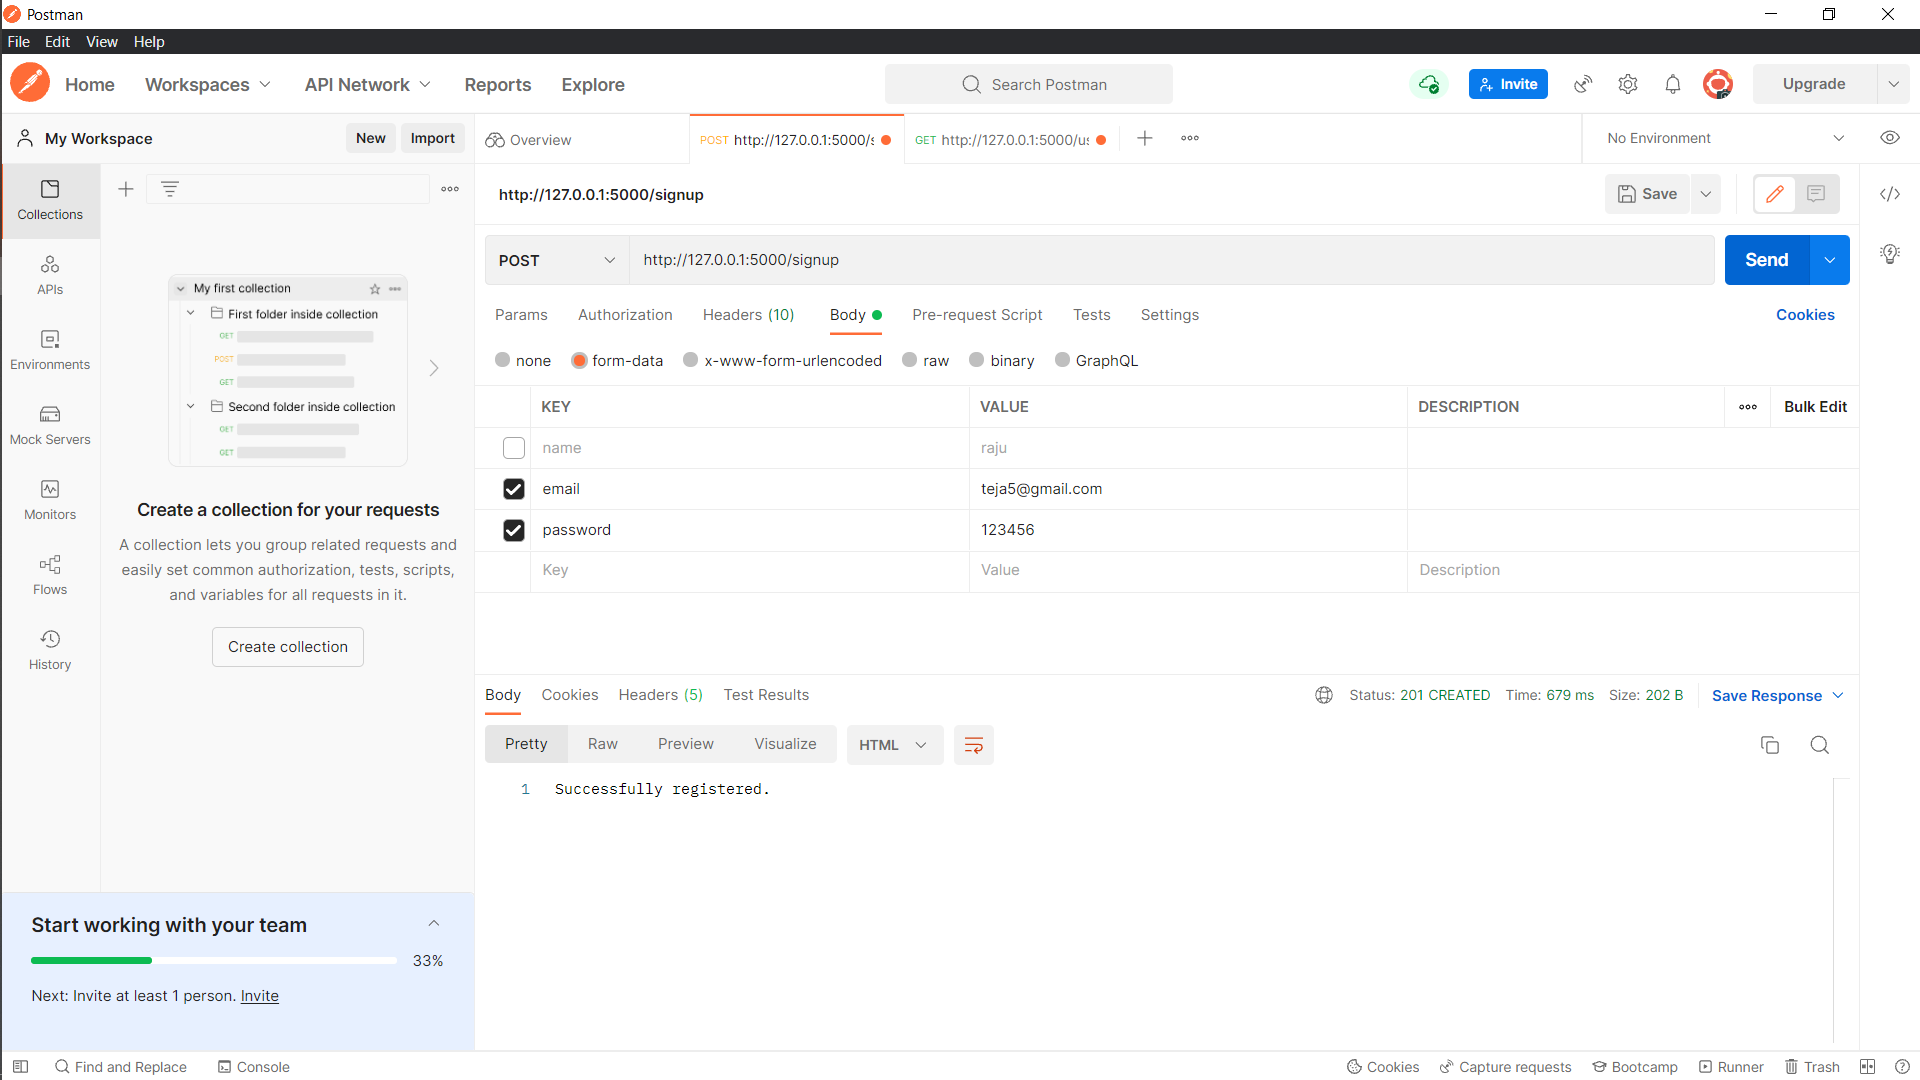 Postman
File Edit View Help
Home Workspaces API Network Reports Explore Search Postman Invite Upgrade
My Workspace New Import Overview POST http://127.0.0.1:5000/s GET http://127.0.0.1:5000/us No Environment
http://127.0.0.1:5000/signup Save
POST http://127.0.0.1:5000/signup Send
Params Authorization Headers (10) Body Pre-request Script Tests Settings Cookies
none form-data x-www-form-urlencoded raw binary GraphQL
KEY VALUE DESCRIPTION Bulk Edit
name raju
email teja5@gmail.com
password 123456
Key Value Description
Collections
APIs
Environments
Mock Servers
Monitors
Flows
History
My first collection
First folder inside collection
GET
POST
GET
Second folder inside collection
GET
GET
Create a collection for your requests
A collection lets you group related requests and
easily set common authorization, tests, scripts,
and variables for all requests in it.
Create collection
Body Cookies Headers (5) Test Results Status: 201 CREATED Time: 679 ms Size: 202 B Save Response
Pretty Raw Preview Visualize HTML
1 Successfully registered.
Start working with your team
33%
Next: Invite at least 1 person. Invite
Find and Replace Console Cookies Capture requests Bootcamp Runner Trash